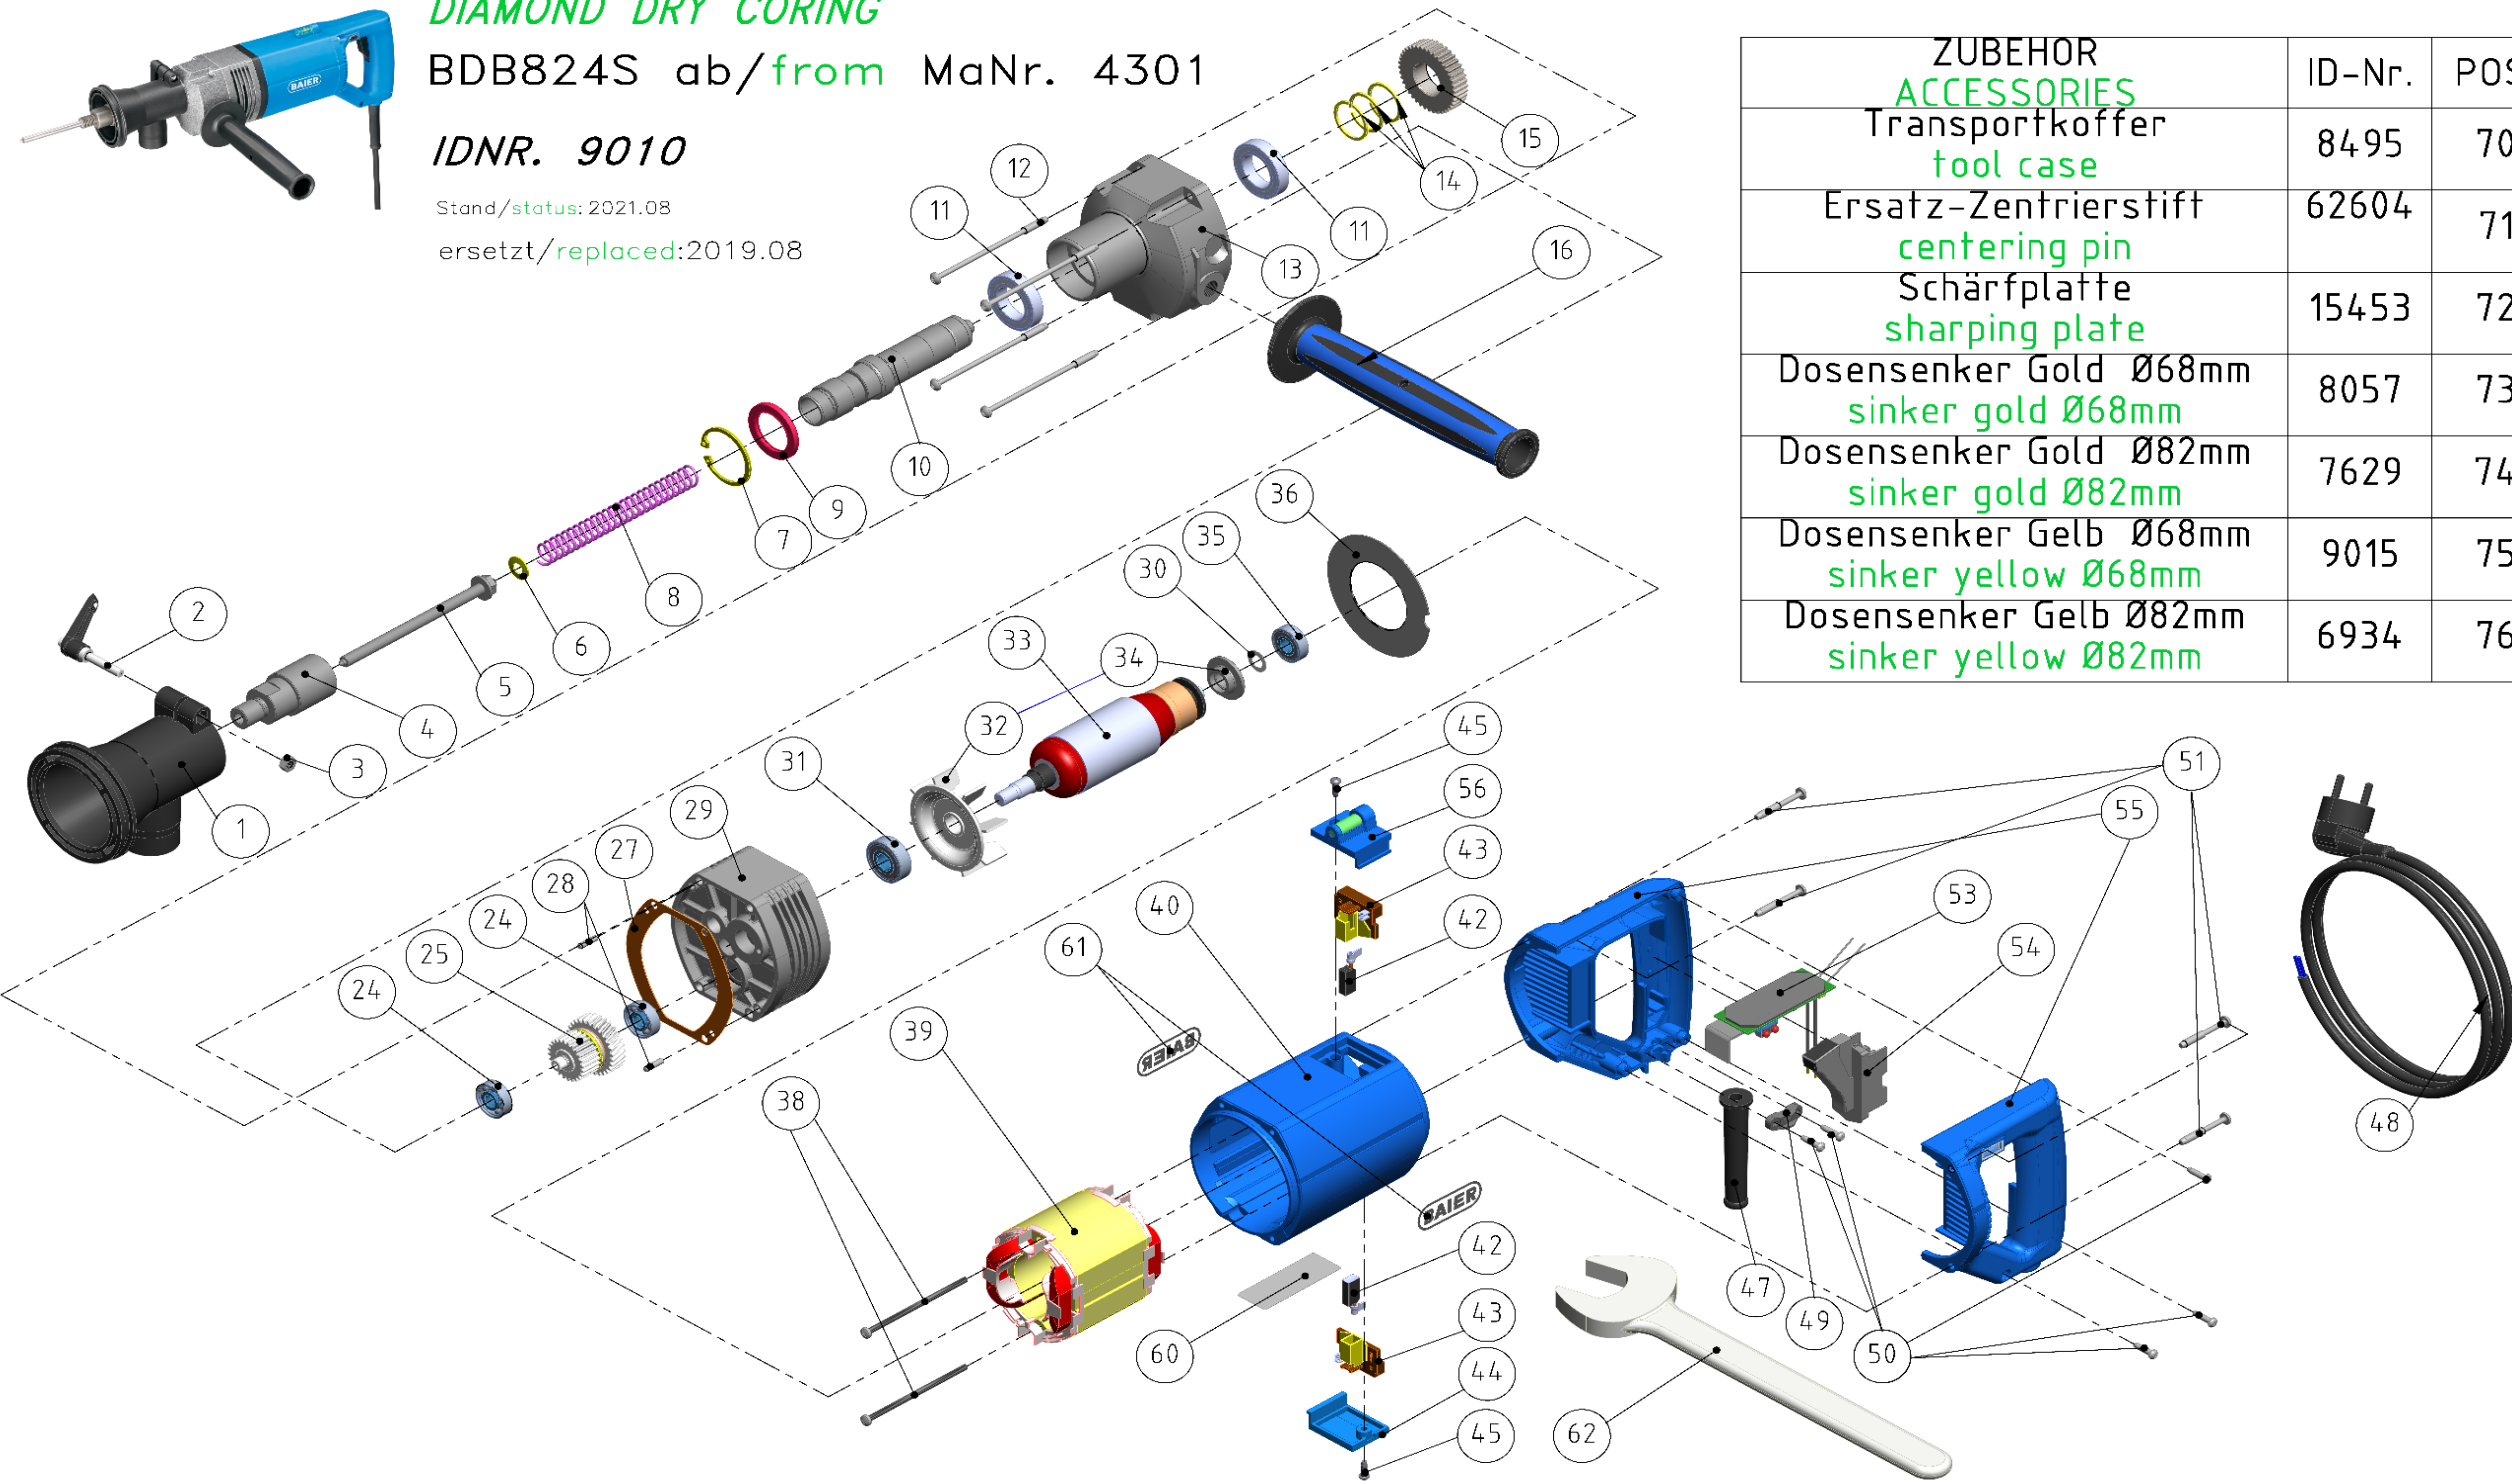 DIAMOND DRY CORING
BDB824S ab/from MaNr. 4301
IDNR. 9010
Stand/status: 2021.08
ersetzt/replaced:2019.08
BAIER
ZUBEHÖR ID-Nr.
ACCESSORIES
Transportkoffer
tool case
8495 70
Ersatz-Zentrierstift
centering pin
62604 71
Schärfplatte
sharping plate
15453 72
Dosensenker Gold Ø68mm
sinker gold Ø68mm
8057 73
Dosensenker Gold Ø82mm
sinker gold Ø82mm
7629 74
Dosensenker Gelb Ø68mm
sinker yellow Ø68mm
9015 75
Dosensenker Gelb Ø82mm
sinker yellow Ø82mm
6934 76
15
12
14
11
11
13
16
10
9
7
8
6
5
2
4
3
1
36
35
30
33
34
32
31
29
27
28
24
25
24
45
56
43
42
40
61
39
38
BAIER
BAIER
60
42
43
44
45
51
55
53
54
48
47
49
50
62